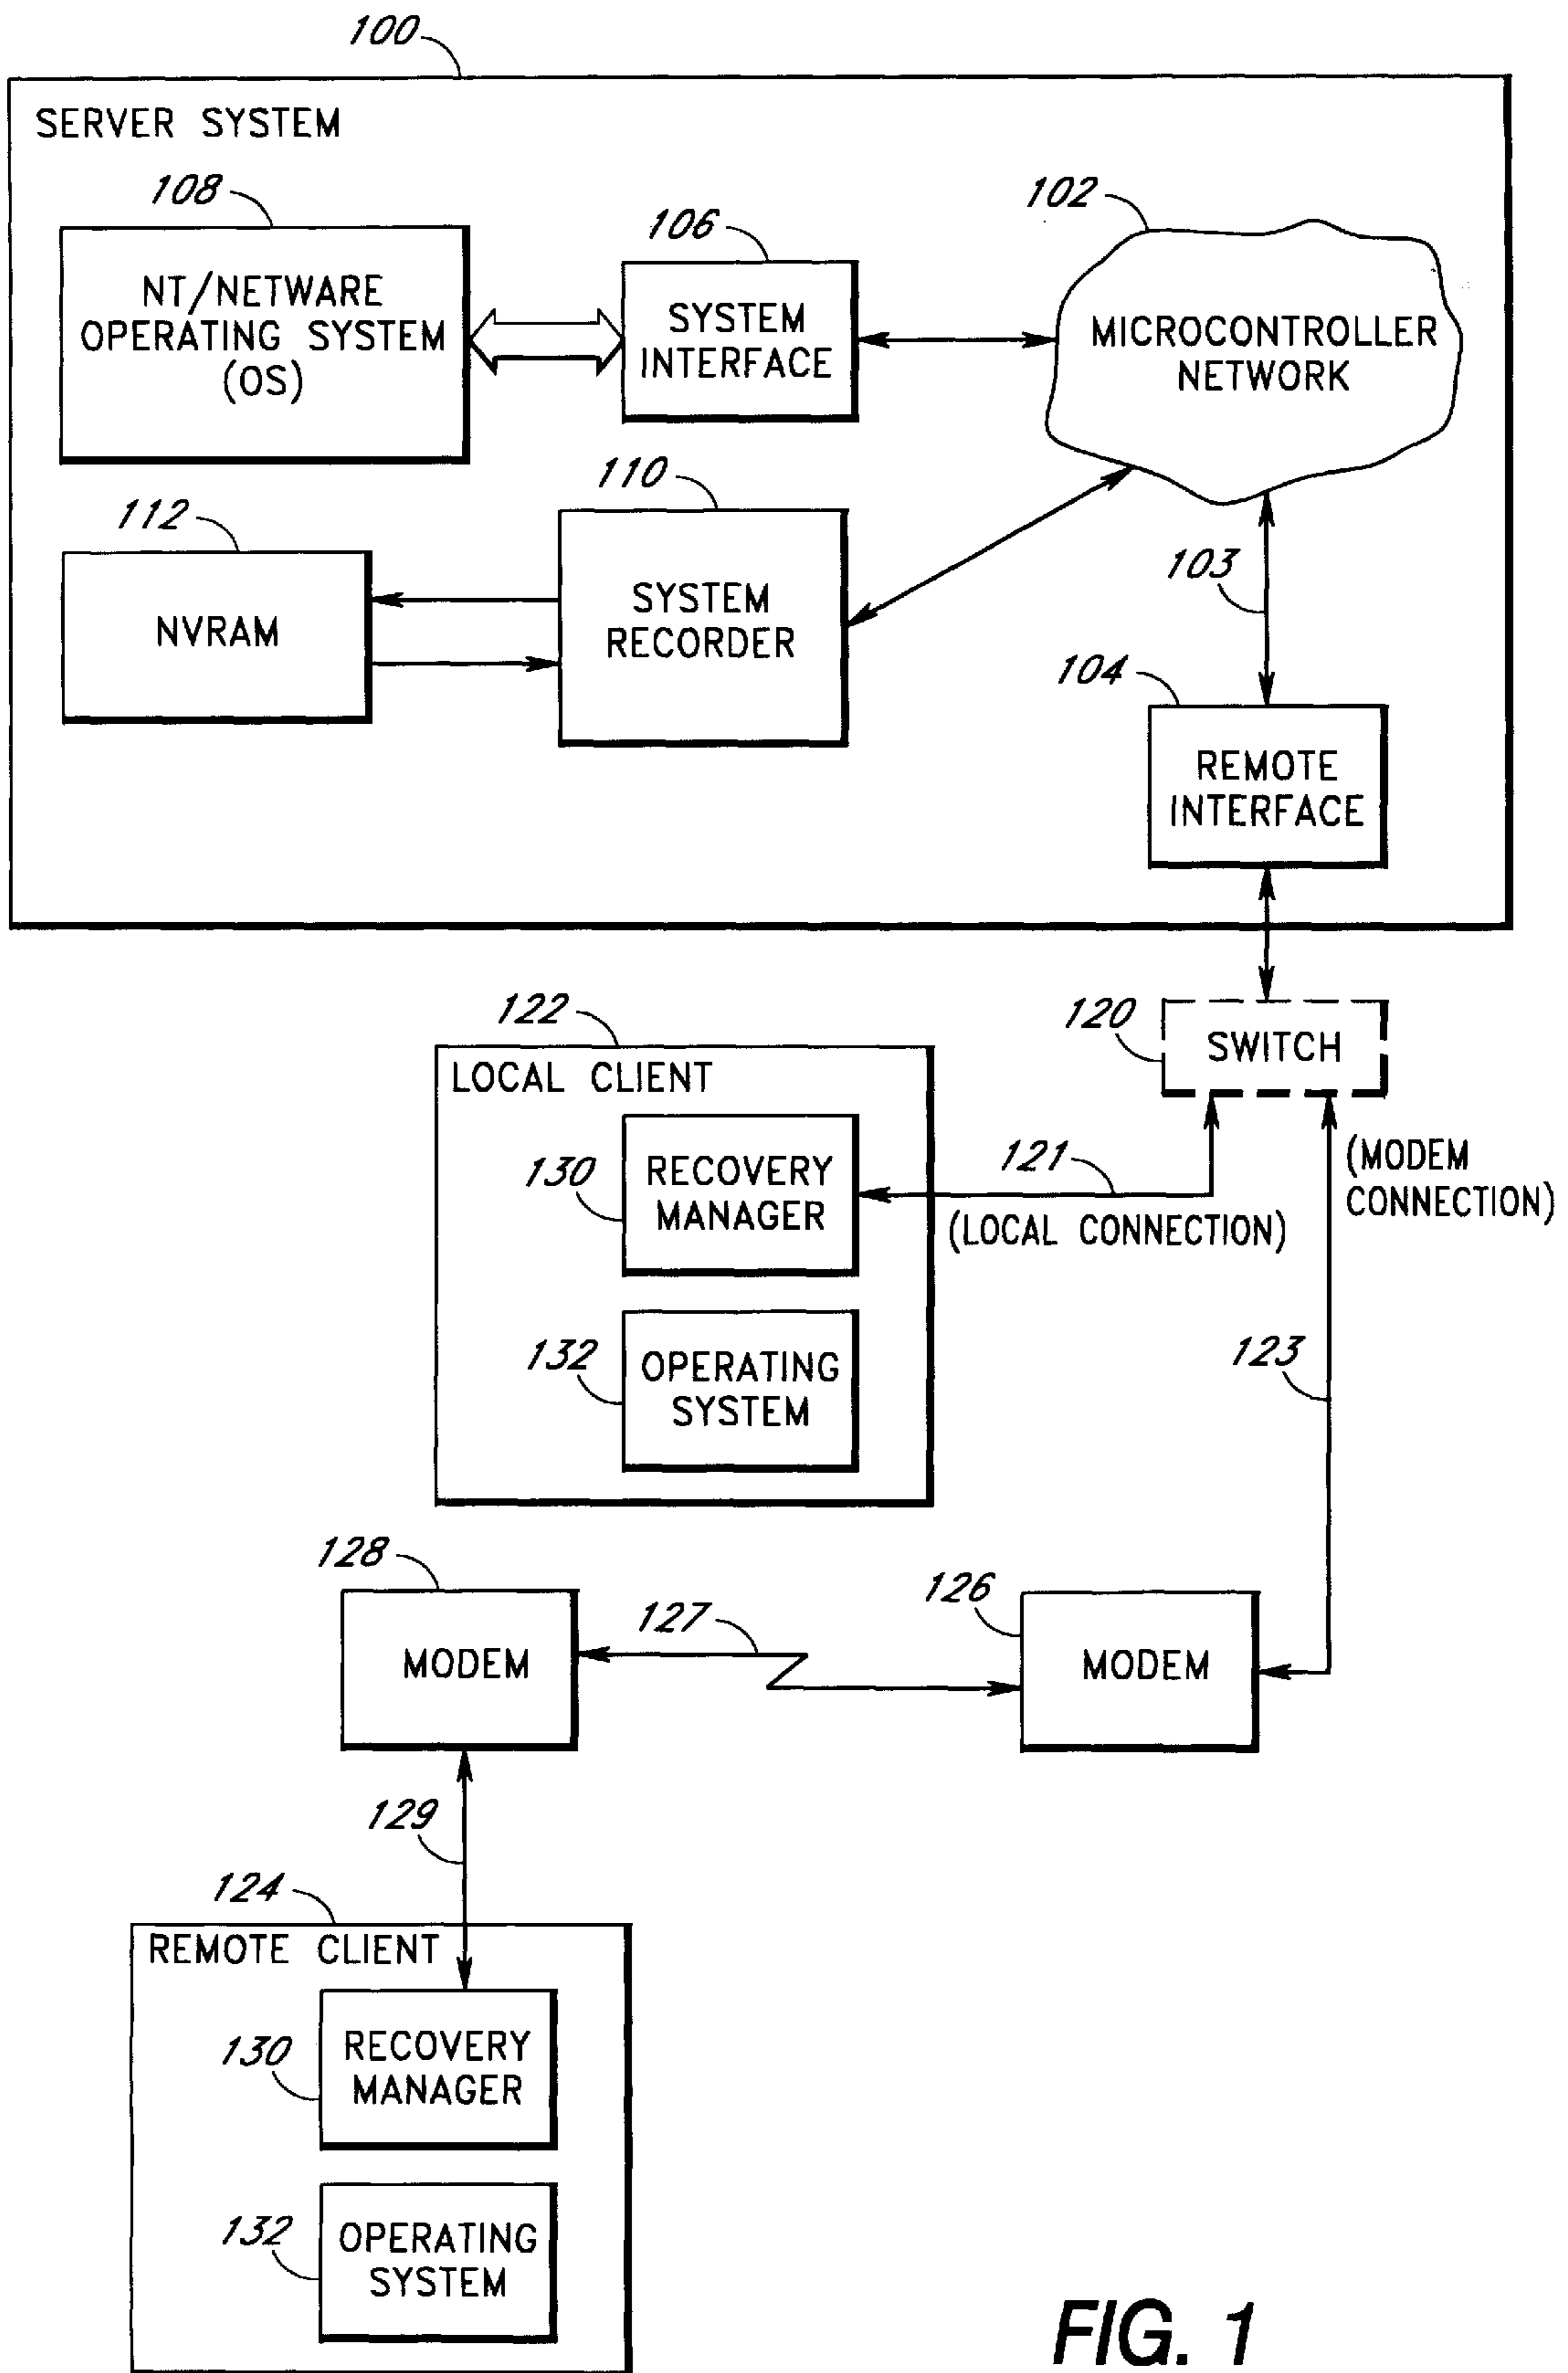 100
SERVER SYSTEM
108
NT/NETWARE
OPERATING SYSTEM
(OS)
106
SYSTEM
INTERFACE
102
MICROCONTROLLER
NETWORK
110
SYSTEM
RECORDER
112
NVRAM
103
104
REMOTE
INTERFACE
120
SWITCH
122
LOCAL CLIENT
130
RECOVERY
MANAGER
121
(LOCAL CONNECTION)
(MODEM
CONNECTION)
132
OPERATING
SYSTEM
123
128
MODEM
127
126
MODEM
129
124
REMOTE CLIENT
130
RECOVERY
MANAGER
132
OPERATING
SYSTEM
FIG. 1